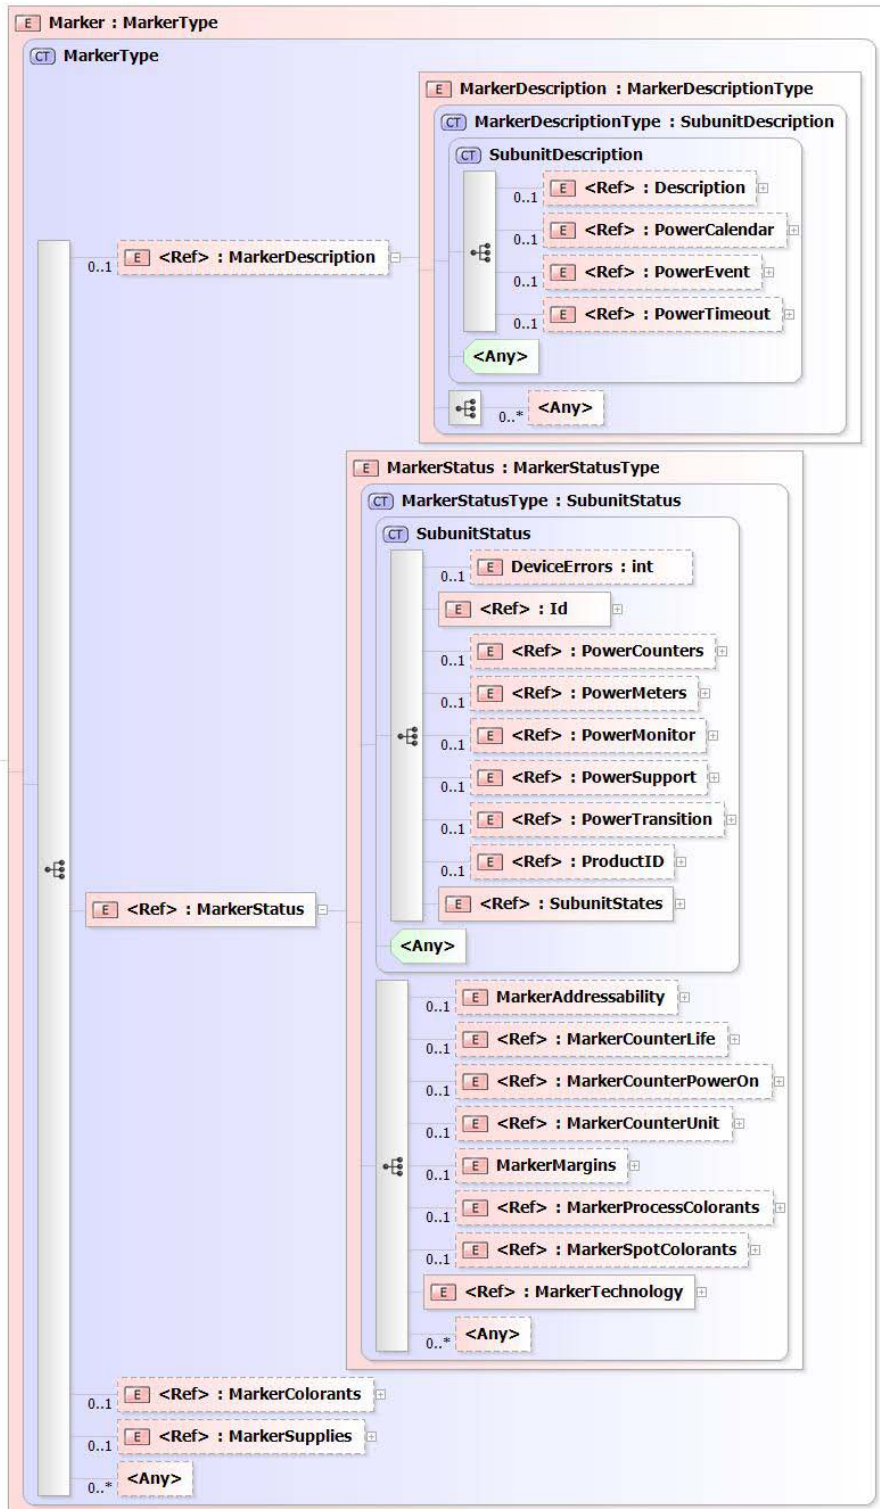 E Marker : MarkerType
CT MarkerType
E MarkerDescription : MarkerDescriptionType
CT MarkerDescriptionType : SubunitDescription
CT SubunitDescription
0..1 E <Ref> : Description
0..1 E <Ref> : PowerCalendar
0..1 E <Ref> : MarkerDescription
0..1 E <Ref> : PowerEvent
0..1 E <Ref> : PowerTimeout
<Any>
0..* <Any>
E MarkerStatus : MarkerStatusType
CT MarkerStatusType : SubunitStatus
CT SubunitStatus
0..1 E DeviceErrors : int
E <Ref> : Id
0..1 E <Ref> : PowerCounters
0..1 E <Ref> : PowerMeters
0..1 E <Ref> : PowerMonitor
0..1 E <Ref> : PowerSupport
0..1 E <Ref> : PowerTransition
0..1 E <Ref> : ProductID
E <Ref> : MarkerStatus
E <Ref> : SubunitStates
<Any>
0..1 E MarkerAddressability
0..1 E <Ref> : MarkerCounterLife
0..1 E <Ref> : MarkerCounterPowerOn
0..1 E <Ref> : MarkerCounterUnit
0..1 E MarkerMargins
0..1 E <Ref> : MarkerProcessColorants
0..1 E <Ref> : MarkerSpotColorants
E <Ref> : MarkerTechnology
0..* <Any>
0..1 E <Ref> : MarkerColorants
0..1 E <Ref> : MarkerSupplies
0..* <Any>